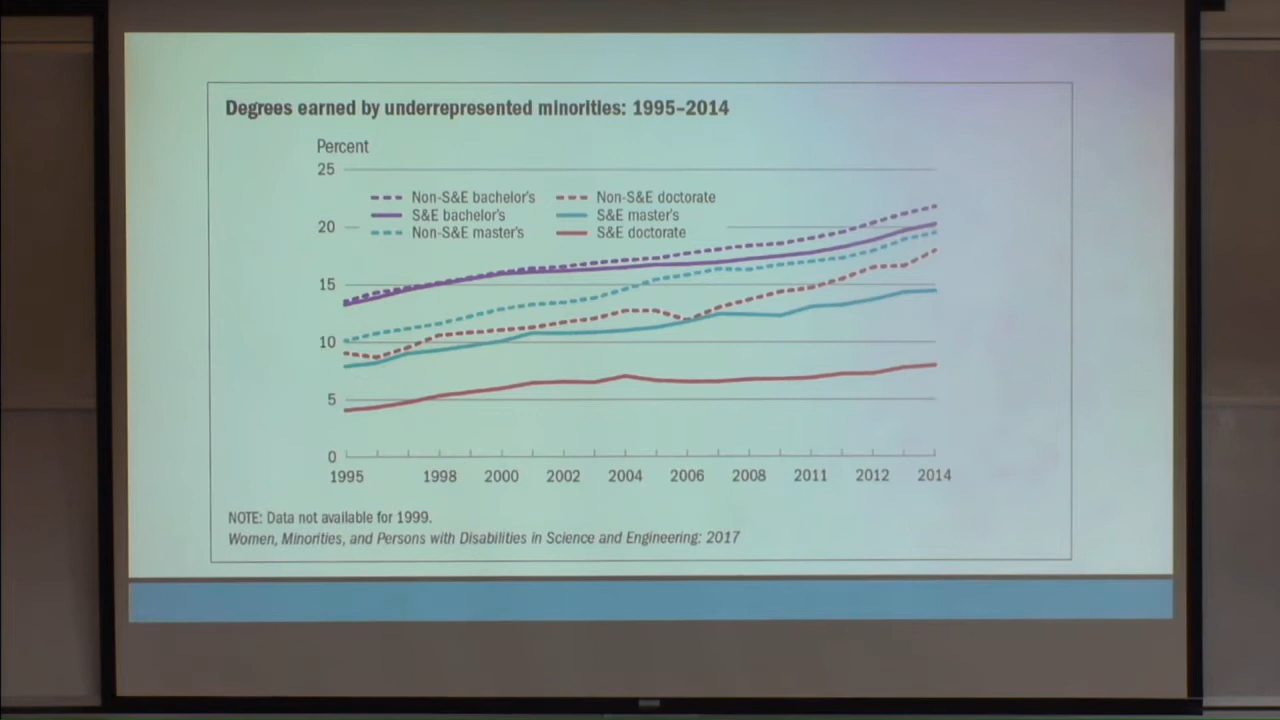 Degrees earned by underrepresented minorities: 1995–2014
Percent
25
Non-S&E bachelor's
Non-S&E doctorate
S&E bachelor's
S&E master's
20
Non-S&E master's
S&E doctorate
15
10
5
0
1995 1998 2000 2002 2004 2006 2008 2011 2012 2014
NOTE: Data not available for 1999.
Women, Minorities, and Persons with Disabilities in Science and Engineering: 2017